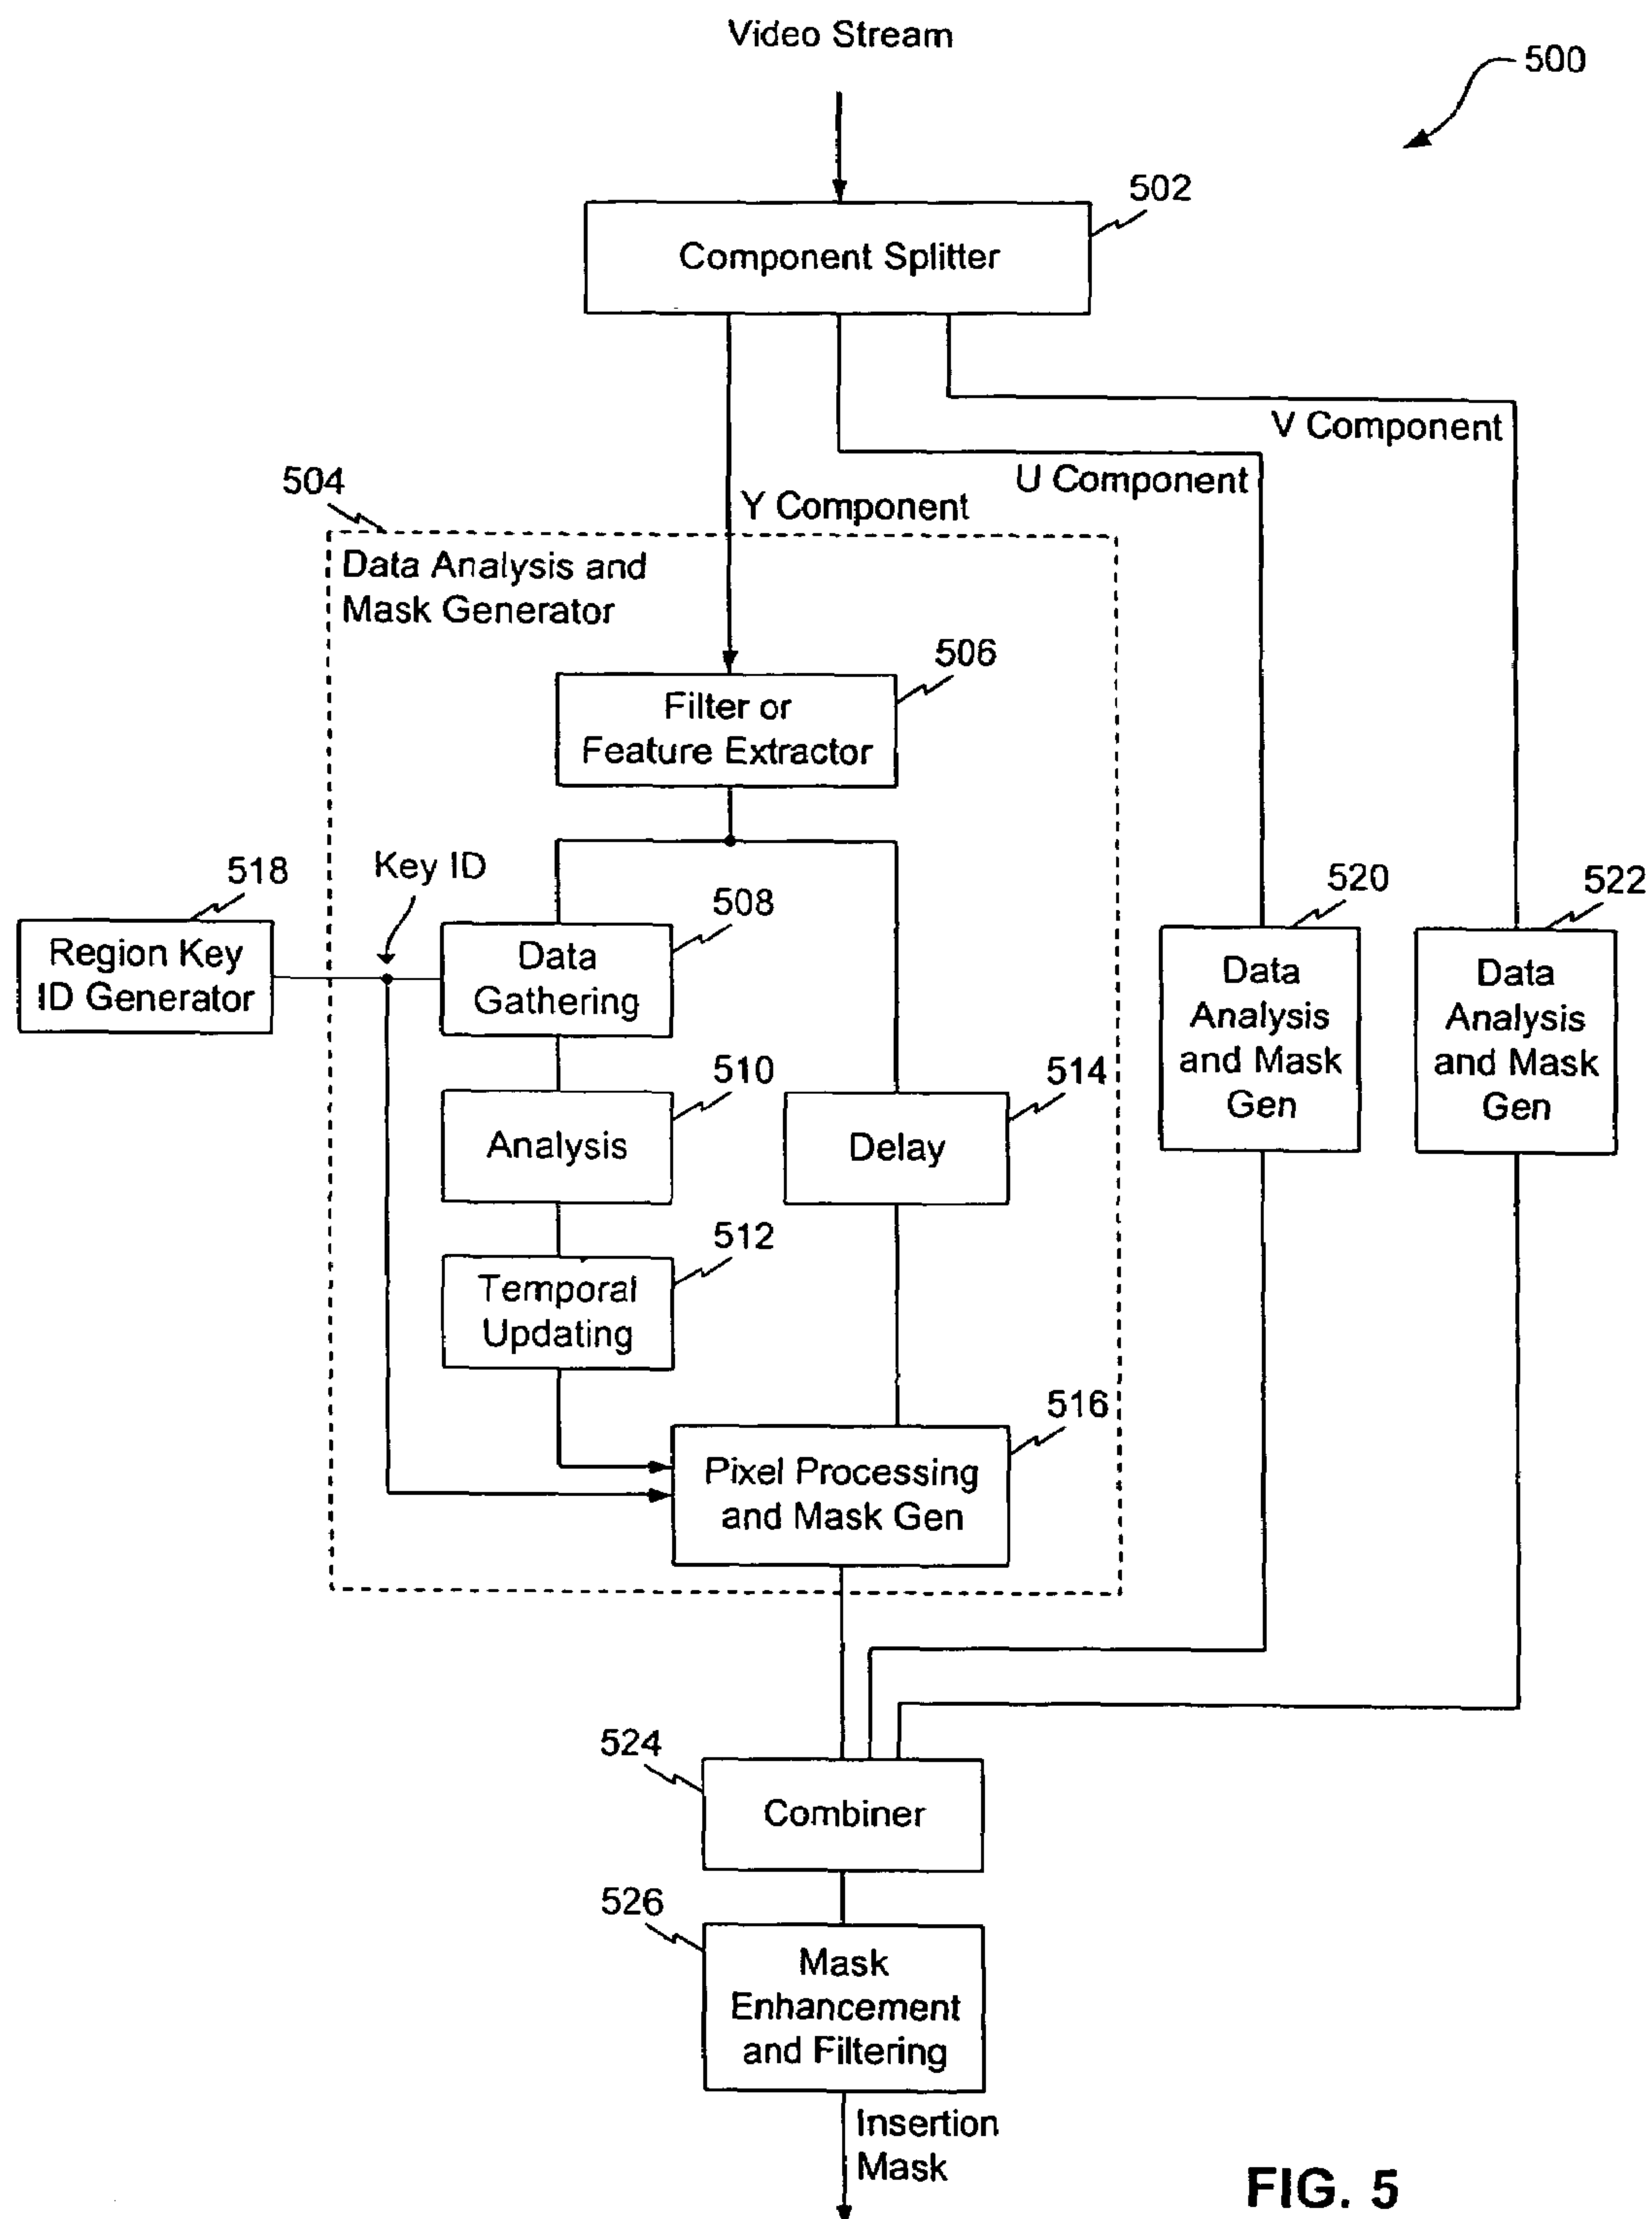 Video Stream
500
502
Component Splitter
V Component
U Component
504
Y Component
Data Analysis and
Mask Generator
506
Filter or
Feature Extractor
518
Key ID
508
520
522
Region Key
ID Generator
Data
Gathering
Data
Analysis
and Mask
Gen
Data
Analysis
and Mask
Gen
510
514
Analysis
Delay
512
Temporal
Updating
516
Pixel Processing
and Mask Gen
524
Combiner
526
Mask
Enhancement
and Filtering
Insertion
Mask
FIG. 5